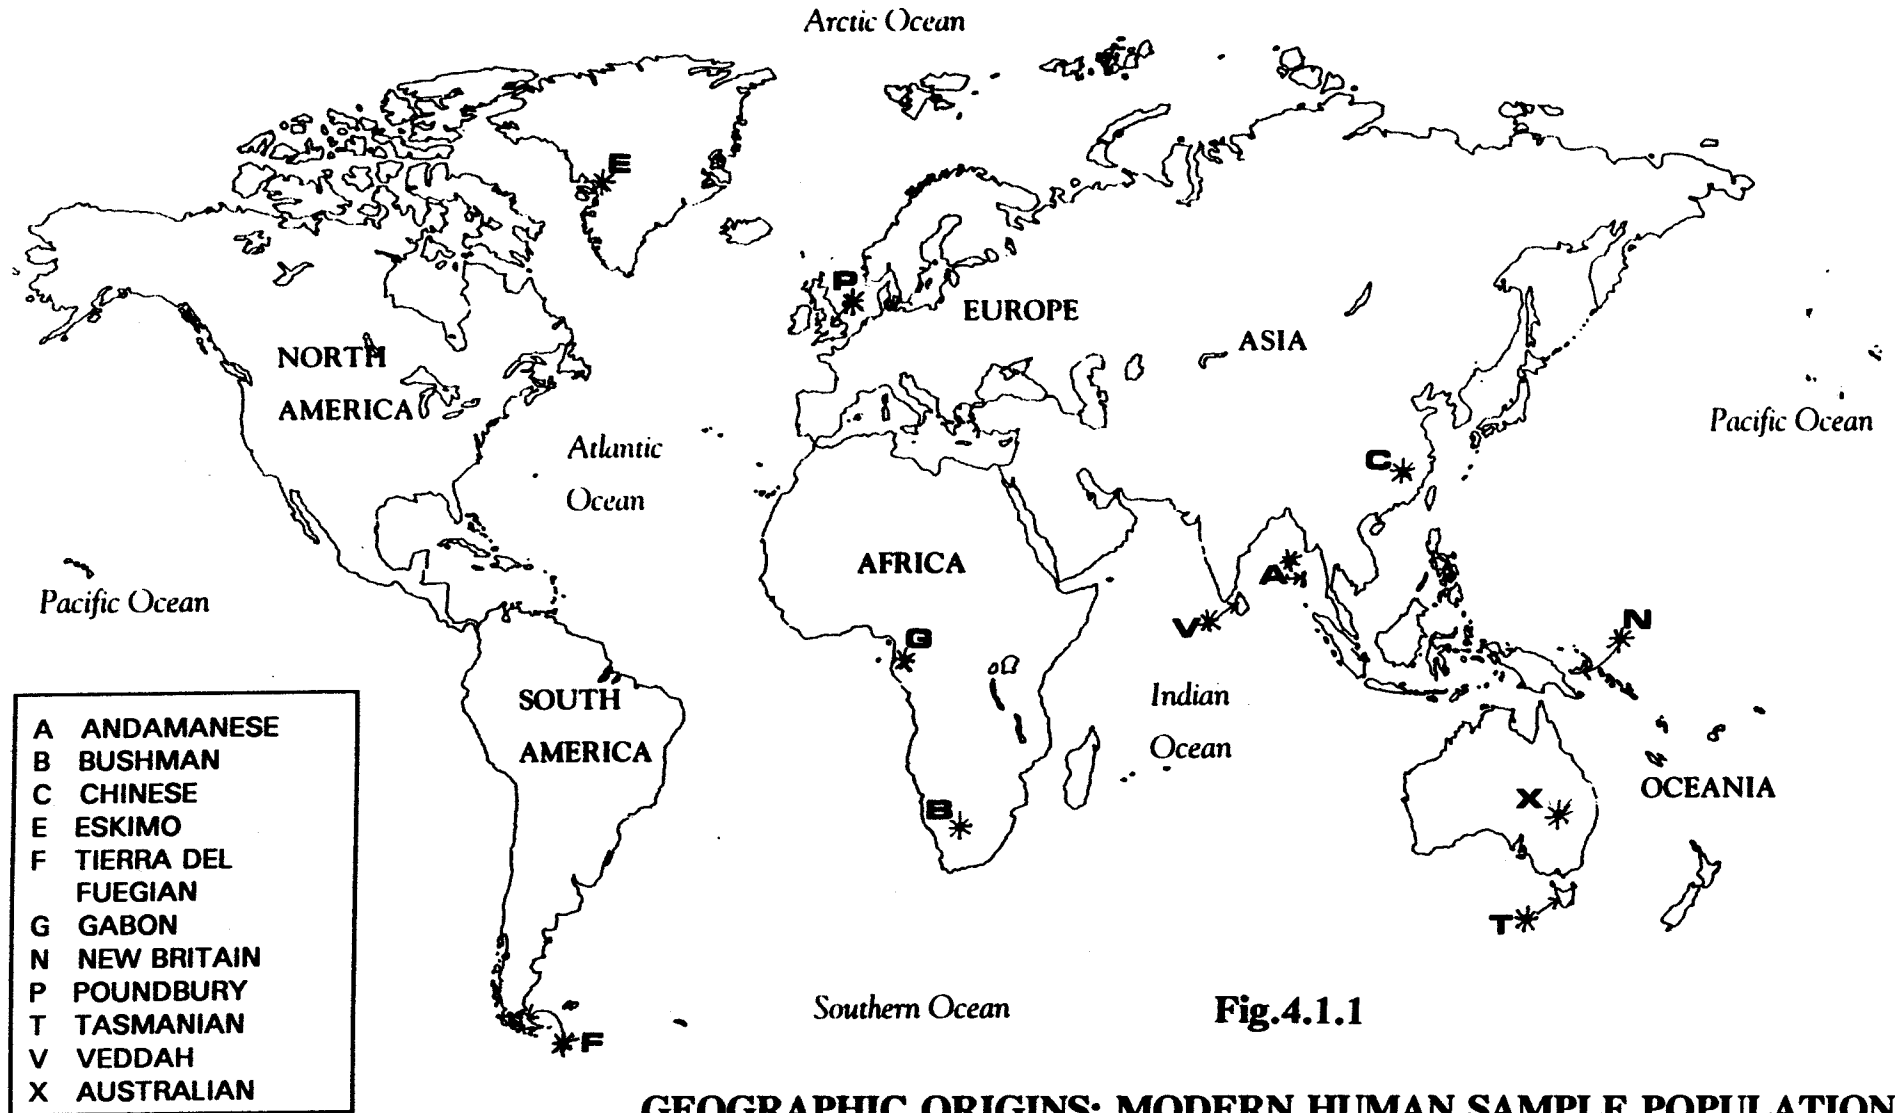 Arctic Ocean
E
P
EUROPE
ASIA
NORTH
AMERICA
Pacific Ocean
Atlantic
Ocean
C
AFRICA
A
Pacific Ocean
V
N
G
Indian
Ocean
SOUTH
AMERICA
OCEANIA
X
B
T
Southern Ocean
Fig.4.1.1
F
A ANDAMANESE
B BUSHMAN
C CHINESE
E ESKIMO
F TIERRA DEL
FUEGIAN
G GABON
N NEW BRITAIN
P POUNDBURY
T TASMANIAN
V VEDDAH
X AUSTRALIAN
GEOGRAPHIC ORIGINS: MODERN HUMAN SAMPLE POPULATION